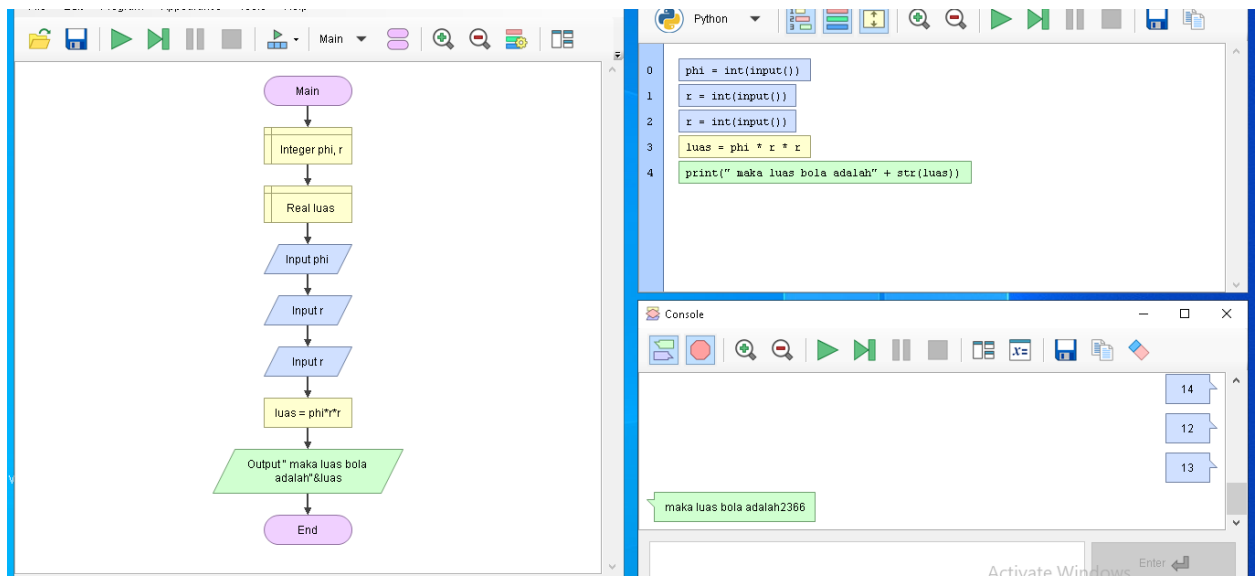 Main
Main
Integer phi, r
Real luas
Input phi
Input r
Input r
luas = phi*r*r
Output " maka luas bola
adalah"&luas
End
Python
0 phi = int(input())
1 r = int(input())
2 r = int(input())
3 luas = phi * r * r
4 print(" maka luas bola adalah" + str(luas))
Console
x=
14
12
13
maka luas bola adalah2366
Enter
Activate Windows